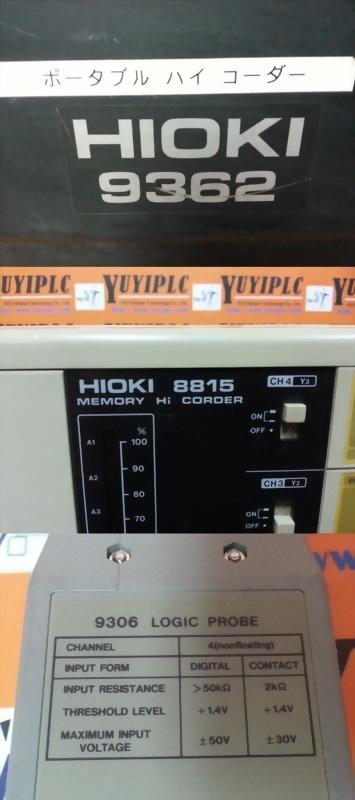 ポータブル ハイ コーダー
HIOKI
9362
YUYIPLC YUYIPLC YUYIPLC
HIOKI 8815
MEMORY Hi CORDER
CH4 Y3
ON
OFF
%
A1 100
90
A2
80
A3
70
CH3 Y2
ON
OFF
9306 LOGIC PROBE
CHANNEL 4(nonfloating)
INPUT FORM DIGITAL CONTACT
INPUT RESISTANCE >50kΩ 2kΩ
THRESHOLD LEVEL +1.4V +1.4V
MAXIMUM INPUT VOLTAGE ±50V ±30V